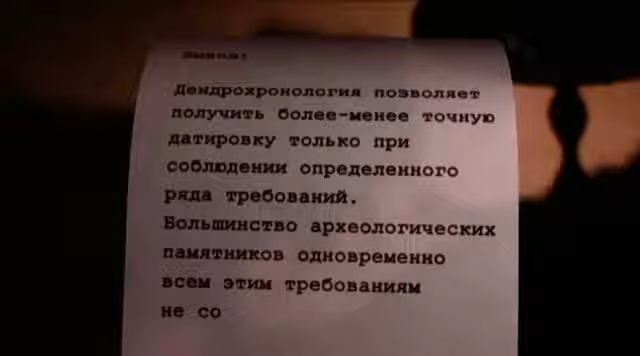 Вывод:
Дендрохронология позволяет
получить более-менее точную
датировку только при
соблюдении определенного
ряда требований.
Большинство археологических
памятников одновременно
всем этим требованиям
не со